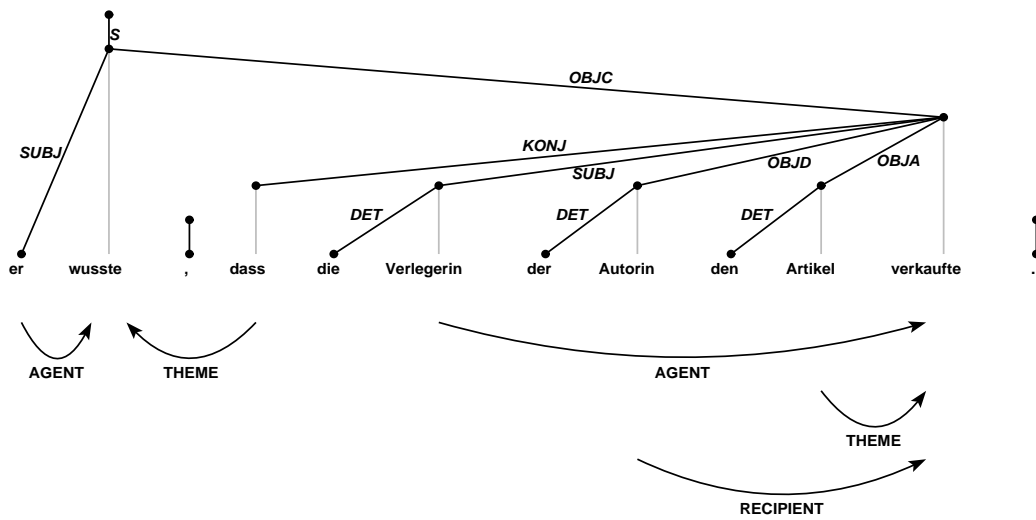 S
OBJC
SUBJ
KONJ
SUBJ
OBJD
OBJA
DET
DET
DET
er wusste , dass die Verlegerin der Autorin den Artikel verkaufte .
AGENT THEME AGENT
THEME
RECIPIENT